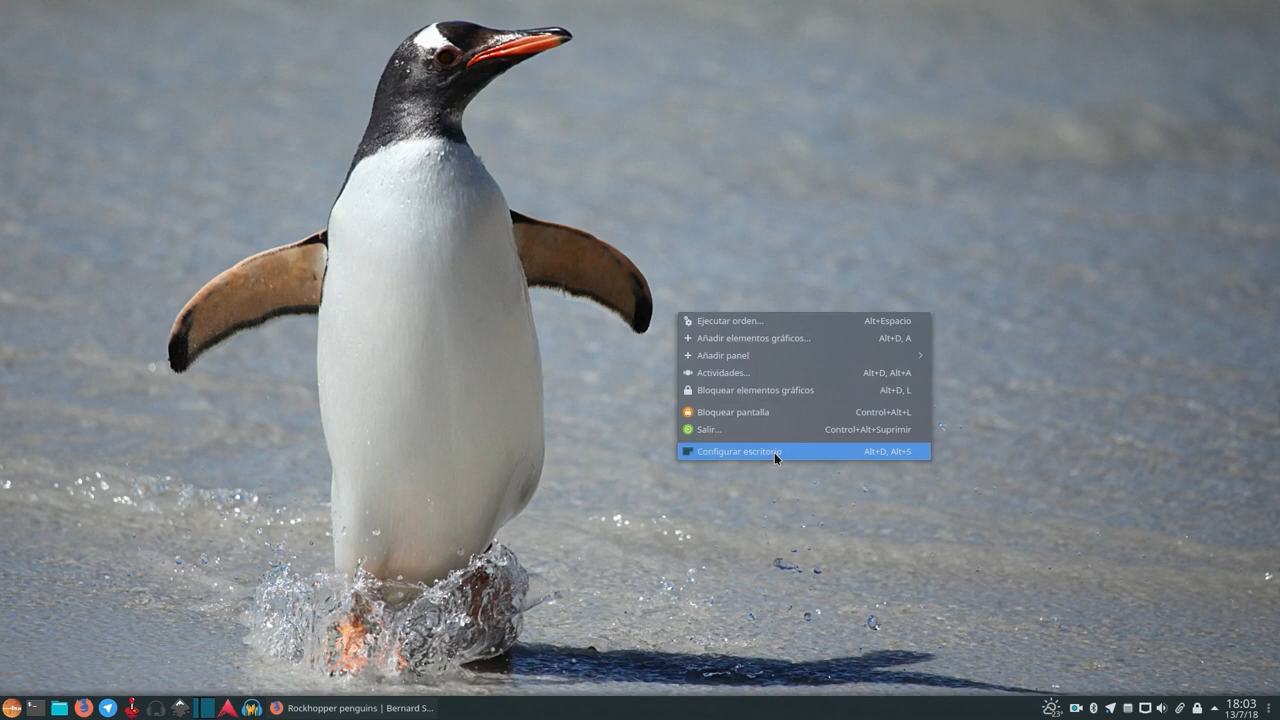 Ejecutar orden... Alt+Espacio
Añadir elementos gráficos... Alt+D, A
Añadir panel
Actividades... Alt+D, Alt+A
Bloquear elementos gráficos Alt+D, L
Bloquear pantalla Control+Alt+L
Salir... Control+Alt+Suprimir
Configurar escritorio Alt+D, Alt+S
Rockhopper penguins | Bernard S...
23°
18:03
13/7/18